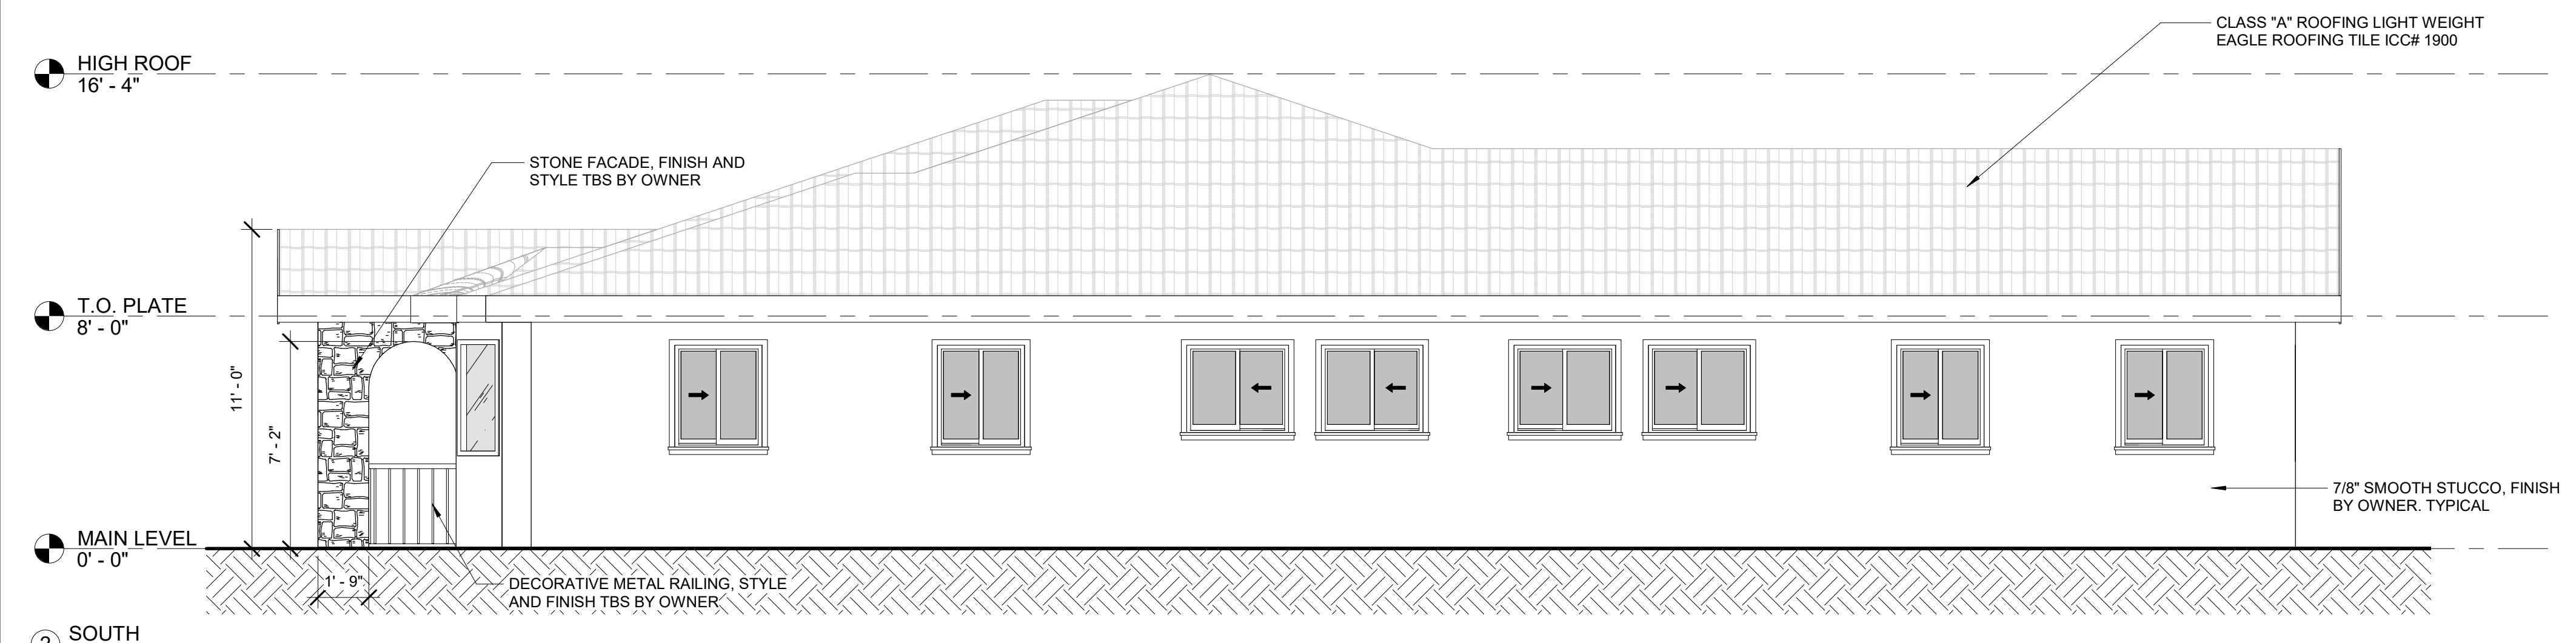 CLASS "A" ROOFING LIGHT WEIGHT
EAGLE ROOFING TILE ICC# 1900
HIGH ROOF
16' - 4"
STONE FACADE, FINISH AND
STYLE TBS BY OWNER
T.O. PLATE
8' - 0"
11' - 0"
7' - 2"
7/8" SMOOTH STUCCO, FINISH
BY OWNER. TYPICAL
MAIN LEVEL
0' - 0"
1' - 9"
DECORATIVE METAL RAILING, STYLE
AND FINISH TBS BY OWNER
SOUTH